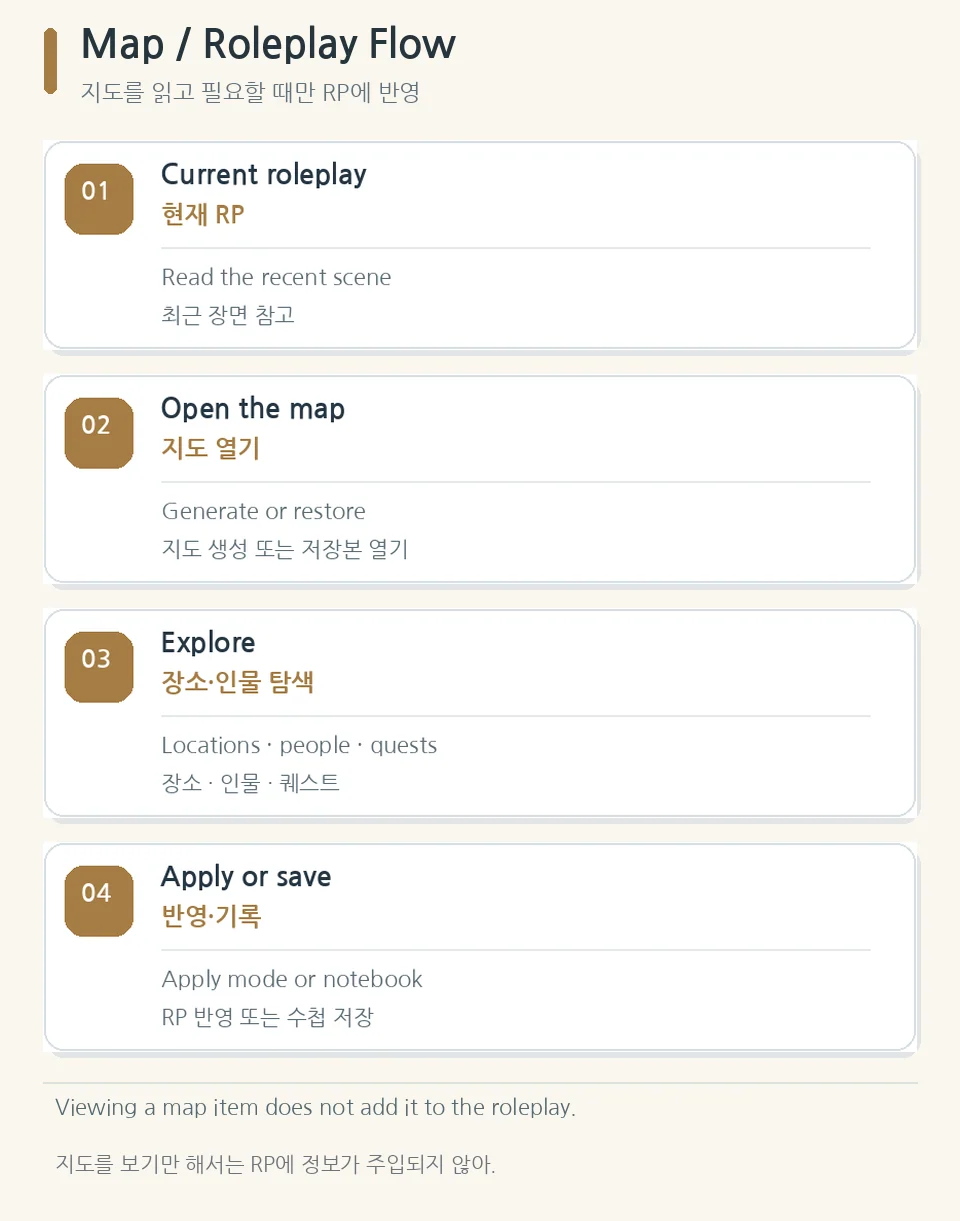 Map / Roleplay Flow
지도를 읽고 필요할 때만 RP에 반영
01
Current roleplay
현재 RP
Read the recent scene
최근 장면 참고
02
Open the map
지도 열기
Generate or restore
지도 생성 또는 저장본 열기
03
Explore
장소·인물 탐색
Locations · people · quests
장소 · 인물 · 퀘스트
04
Apply or save
반영·기록
Apply mode or notebook
RP 반영 또는 수첩 저장
Viewing a map item does not add it to the roleplay.
지도를 보기만 해서는 RP에 정보가 주입되지 않아.